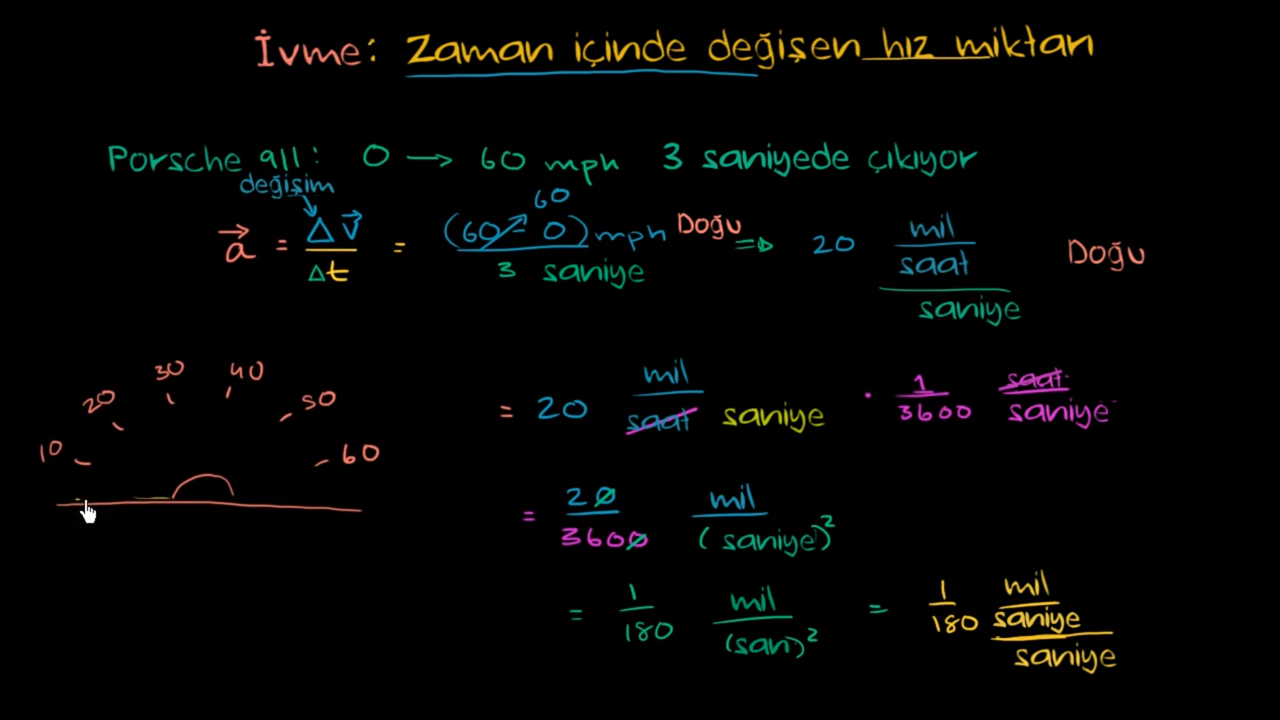 İvme: Zaman içinde değişen hız miktarı
Porsche 911: 0 → 60 mph 3 saniyede çıkıyor
değişim
a = Δv / Δt = (60 - 0) 60 mph Doğu / 3 saniye ⇒ 20 mil / saat / saniye Doğu
10 20 30 40 50 60
= 20 mil / saat saniye · 1 / 3600 saat / saniye
= 20 / 3600 mil / (saniye)²
= 1 / 180 mil / (san)² = 1 / 180 mil / saniye / saniye